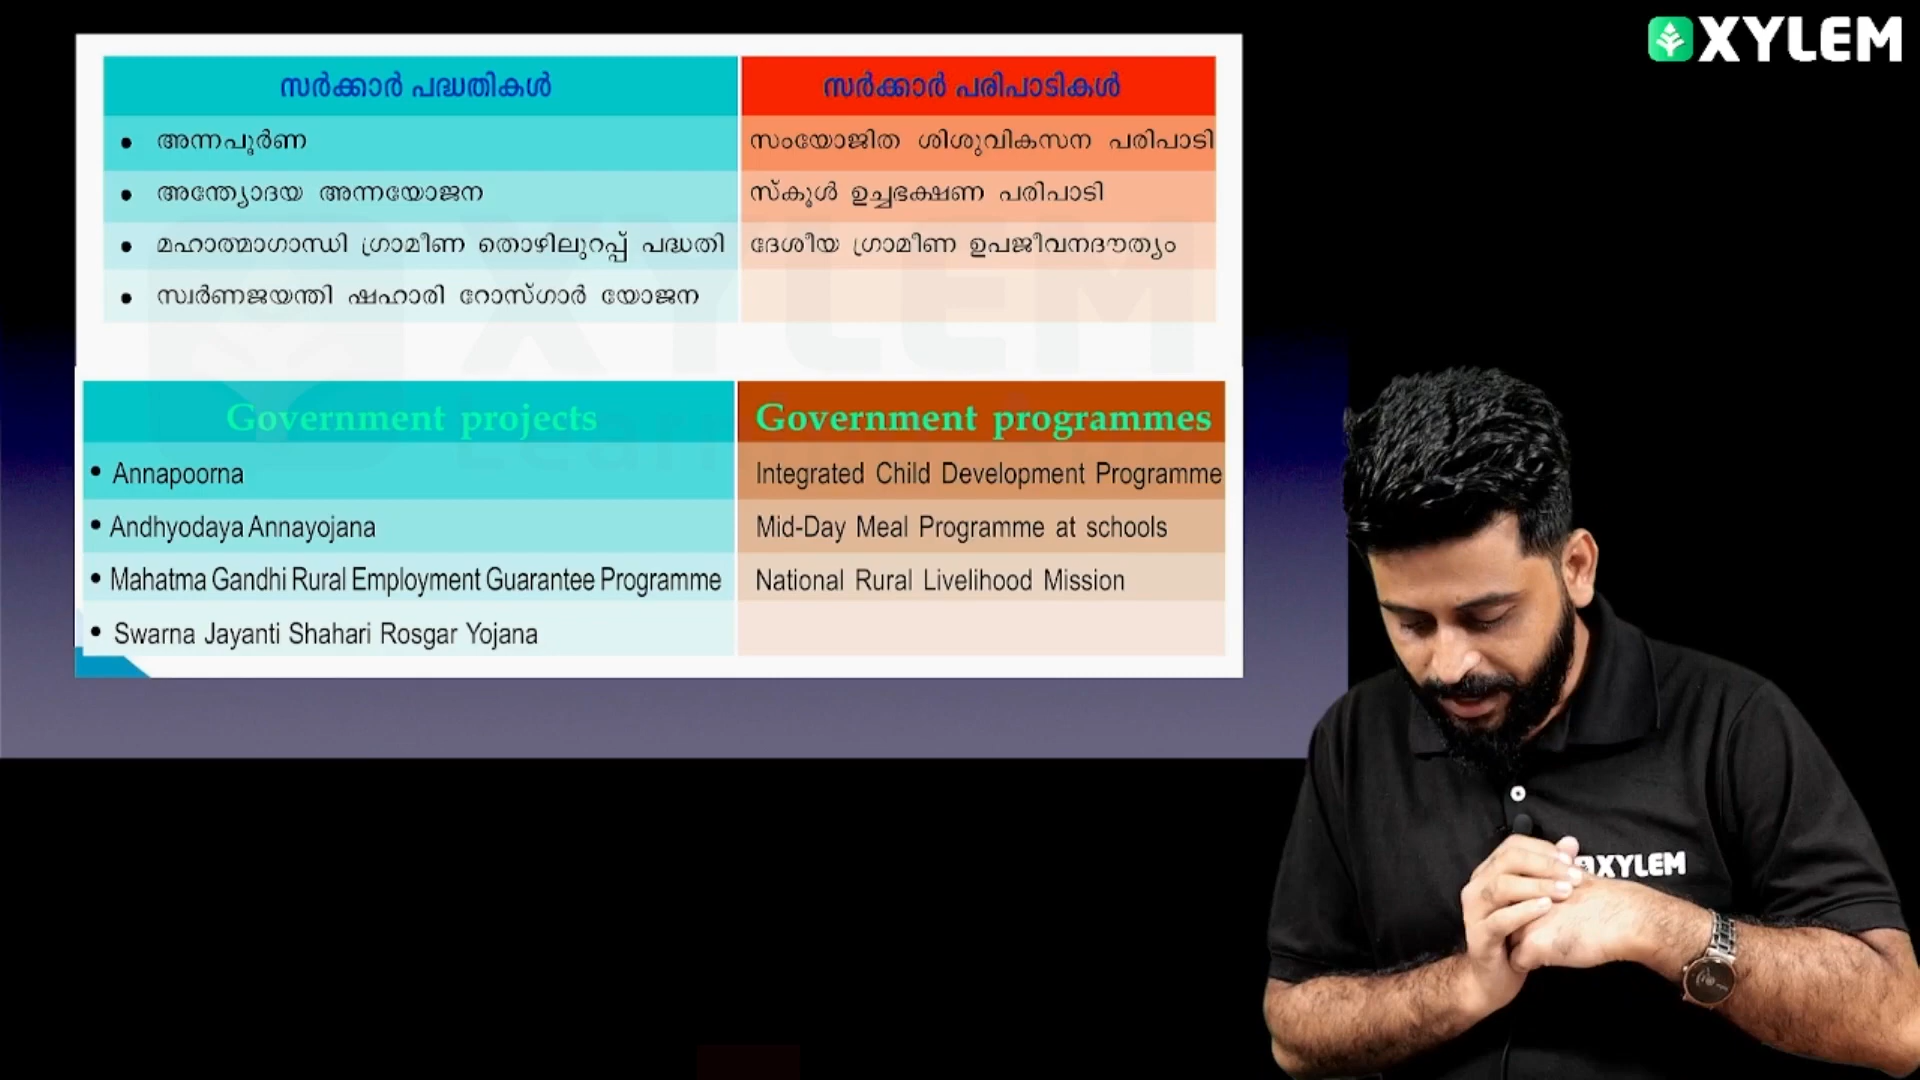 XYLEM
സർക്കാർ പദ്ധതികൾ
സർക്കാർ പരിപാടികൾ
• അന്നപൂർണ
സംയോജിത ശിശുവികസന പരിപാടി
• അന്ത്യോദയ അന്നയോജന
സ്കൂൾ ഉച്ചഭക്ഷണ പരിപാടി
• മഹാത്മാഗാന്ധി ഗ്രാമീണ തൊഴിലുറപ്പ് പദ്ധതി
ദേശീയ ഗ്രാമീണ ഉപജീവനദൗത്യം
• സ്വർണജയന്തി ഷഹാരി റോസ്ഗാർ യോജന
XYLEM
Government projects
Government programmes
• Annapoorna
Integrated Child Development Programme
• Andhyodaya Annayojana
Mid-Day Meal Programme at schools
• Mahatma Gandhi Rural Employment Guarantee Programme
National Rural Livelihood Mission
• Swarna Jayanti Shahari Rosgar Yojana
XYLEM